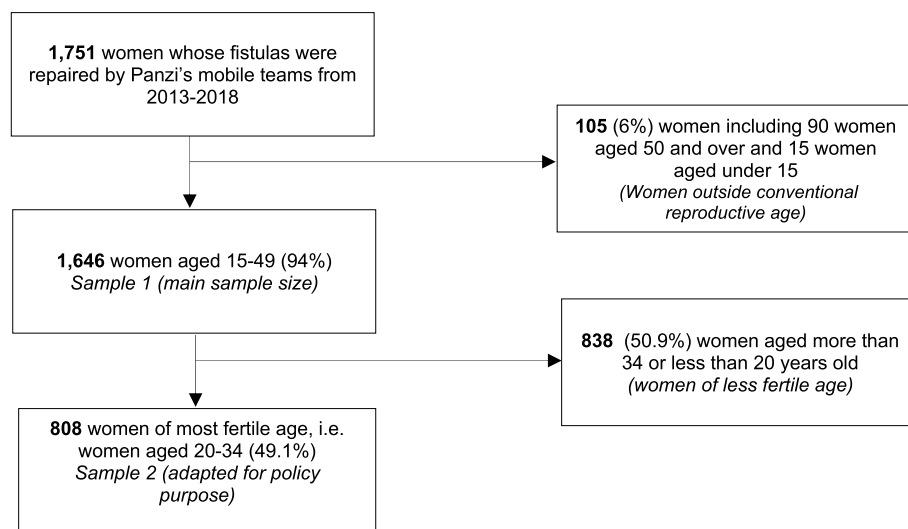 1,751 women whose fistulas were
repaired by Panzi's mobile teams from
2013-2018
105 (6%) women including 90 women
aged 50 and over and 15 women
aged under 15
(Women outside conventional
reproductive age)
1,646 women aged 15-49 (94%)
Sample 1 (main sample size)
838 (50.9%) women aged more than
34 or less than 20 years old
(women of less fertile age)
808 women of most fertile age, i.e.
women aged 20-34 (49.1%)
Sample 2 (adapted for policy
purpose)